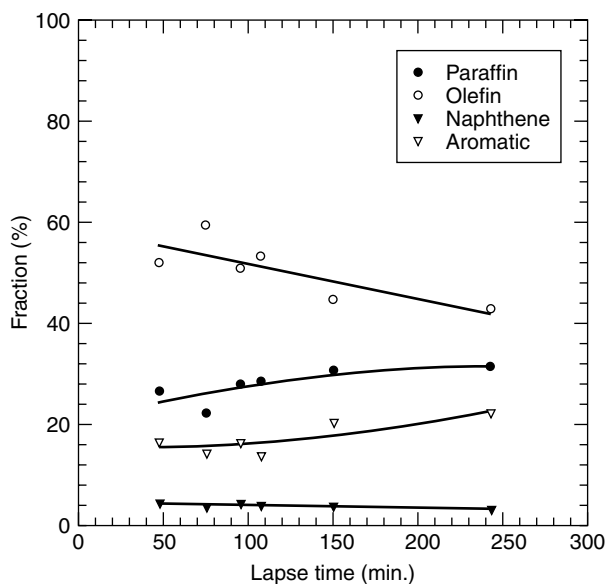 100
80
60
40
20
0
Fraction (%)
Paraffin
Olefin
Naphthene
Aromatic
0 50 100 150 200 250 300
Lapse time (min.)